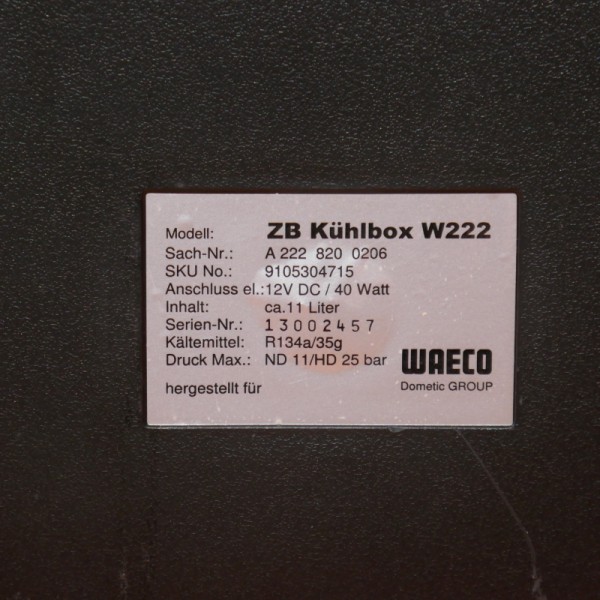 Modell: ZB Kühlbox W222
Sach-Nr.: A 222 820 0206
SKU No.: 9105304715
Anschluss el.:12V DC / 40 Watt
Inhalt: ca.11 Liter
Serien-Nr.: 13002457
Kältemittel: R134a/35g
Druck Max.: ND 11/HD 25 bar
WAECO
hergestellt für
Dometic GROUP